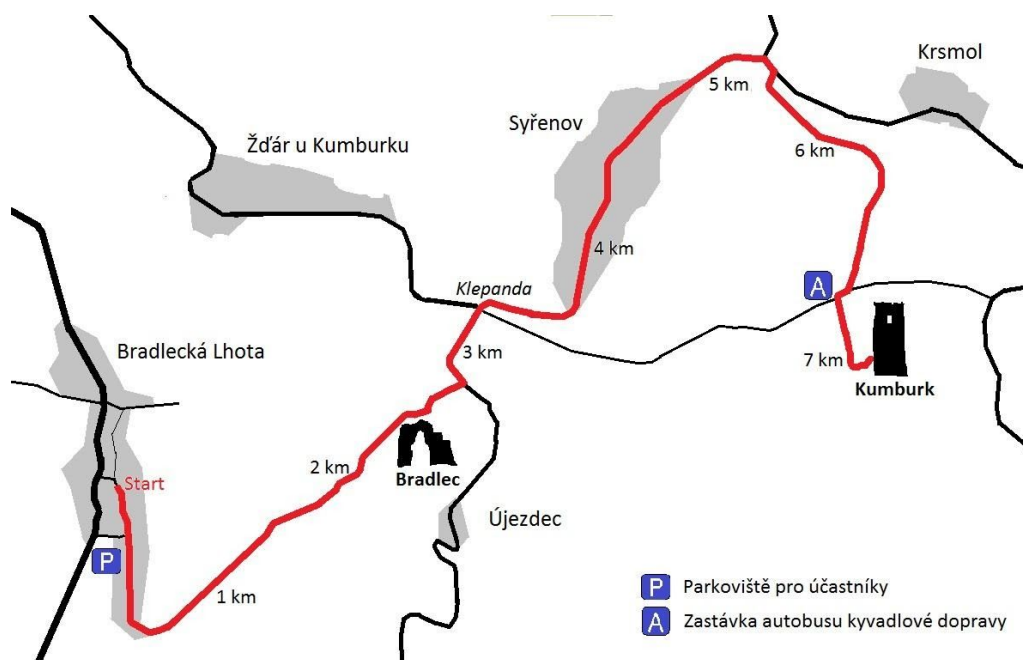 Krsmol
5 km
Syřenov
6 km
Žďár u Kumburku
4 km
A
Klepanda
Bradlecká Lhota
3 km
7 km
Kumburk
2 km
Bradlec
Start
Újezdec
P
1 km
P Parkoviště pro účastníky
A Zastávka autobusu kyvadlové dopravy